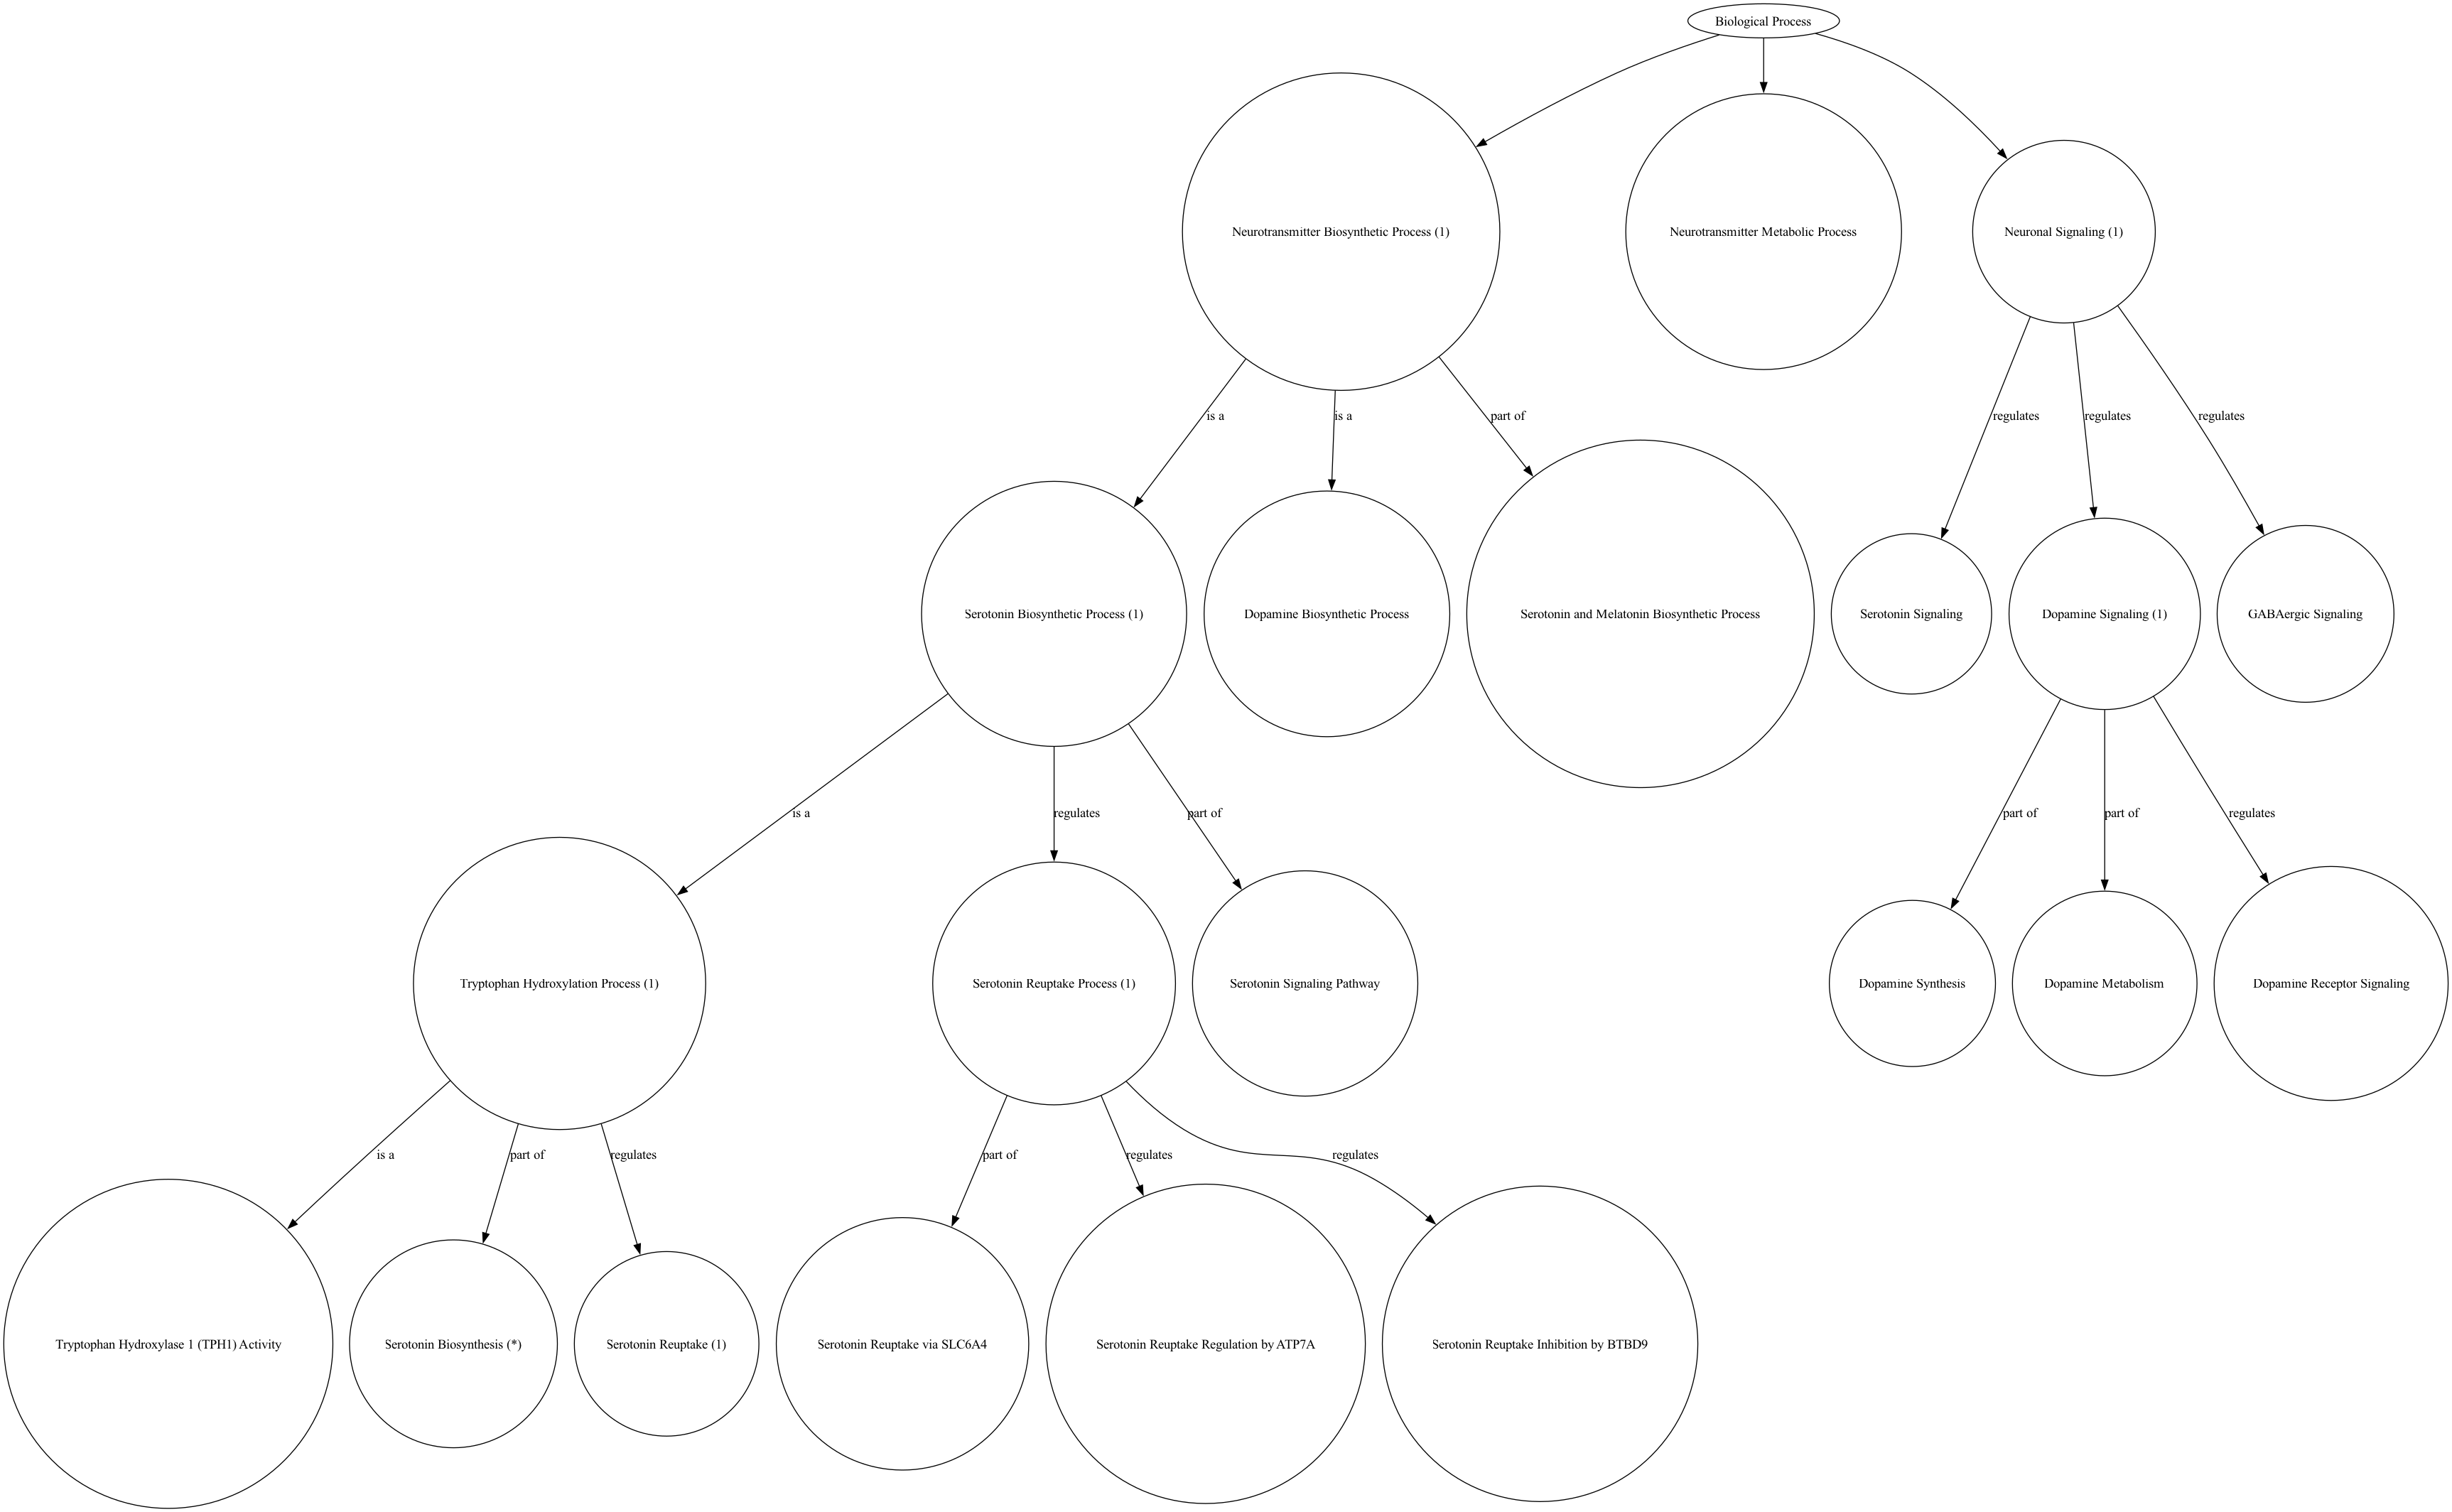 Biological Process
Neurotransmitter Biosynthetic Process (1)
Neurotransmitter Metabolic Process
Neuronal Signaling (1)
is a
is a
part of
regulates
regulates
regulates
Serotonin Biosynthetic Process (1)
Dopamine Biosynthetic Process
Serotonin and Melatonin Biosynthetic Process
Serotonin Signaling
Dopamine Signaling (1)
GABAergic Signaling
is a
regulates
part of
part of
part of
regulates
Tryptophan Hydroxylation Process (1)
Serotonin Reuptake Process (1)
Serotonin Signaling Pathway
Dopamine Synthesis
Dopamine Metabolism
Dopamine Receptor Signaling
is a
part of
regulates
part of
regulates
regulates
Tryptophan Hydroxylase 1 (TPH1) Activity
Serotonin Biosynthesis (*)
Serotonin Reuptake (1)
Serotonin Reuptake via SLC6A4
Serotonin Reuptake Regulation by ATP7A
Serotonin Reuptake Inhibition by BTBD9